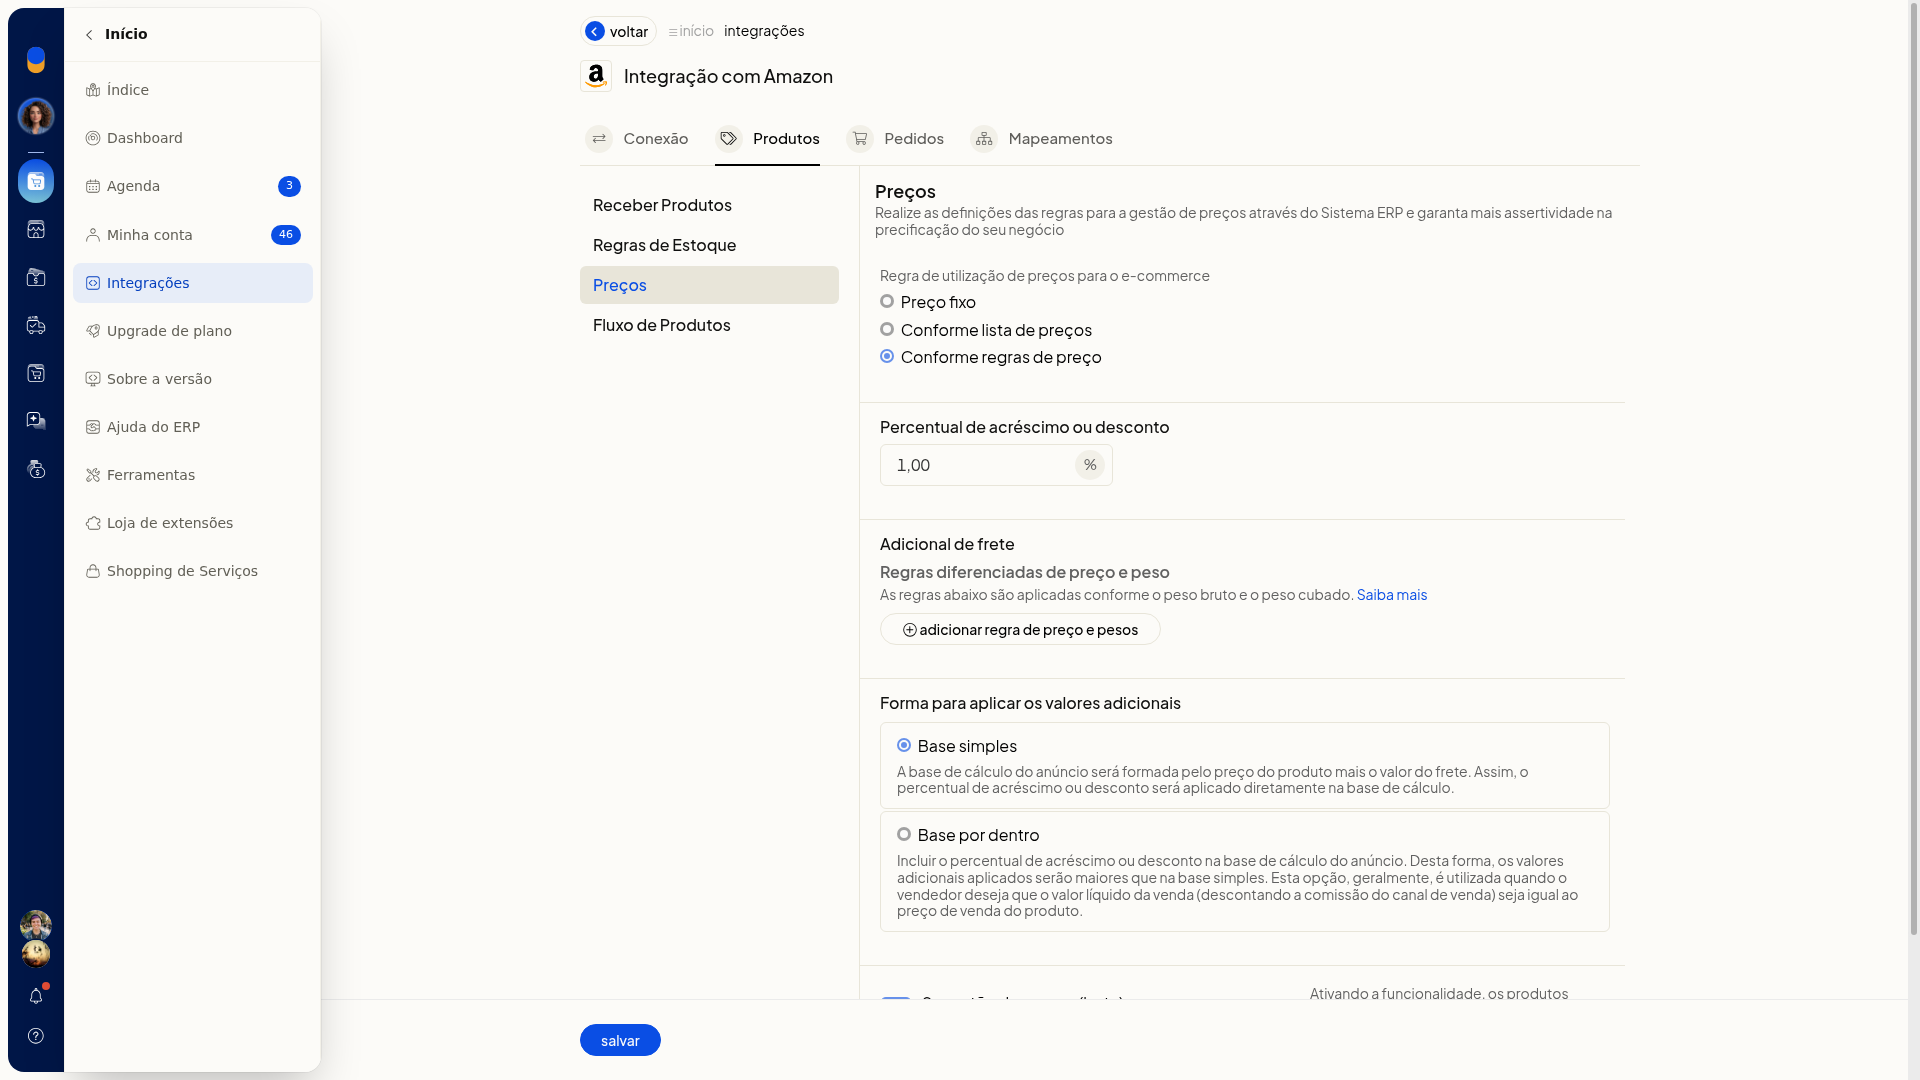 Início
Índice
Dashboard
Agenda
3
Minha conta
46
Integrações
Upgrade de plano
Sobre a versão
Ajuda do ERP
Ferramentas
Loja de extensões
Shopping de Serviços
voltar
início
integrações
Integração com Amazon
Conexão
Produtos
Pedidos
Mapeamentos
Receber Produtos
Regras de Estoque
Preços
Fluxo de Produtos
Preços
Realize as definições das regras para a gestão de preços através do Sistema ERP e garanta mais assertividade na
precificação do seu negócio
Regra de utilização de preços para o e-commerce
Preço fixo
Conforme lista de preços
Conforme regras de preço
Percentual de acréscimo ou desconto
1,00
%
Adicional de frete
Regras diferenciadas de preço e peso
As regras abaixo são aplicadas conforme o peso bruto e o peso cubado. Saiba mais
adicionar regra de preço e pesos
Forma para aplicar os valores adicionais
Base simples
A base de cálculo do anúncio será formada pelo preço do produto mais o valor do frete. Assim, o
percentual de acréscimo ou desconto será aplicado diretamente na base de cálculo.
Base por dentro
Incluir o percentual de acréscimo ou desconto na base de cálculo do anúncio. Desta forma, os valores
adicionais aplicados serão maiores que na base simples. Esta opção, geralmente, é utilizada quando o
vendedor deseja que o valor líquido da venda (descontando a comissão do canal de venda) seja igual ao
preço de venda do produto.
Ativando a funcionalidade, os produtos
salvar